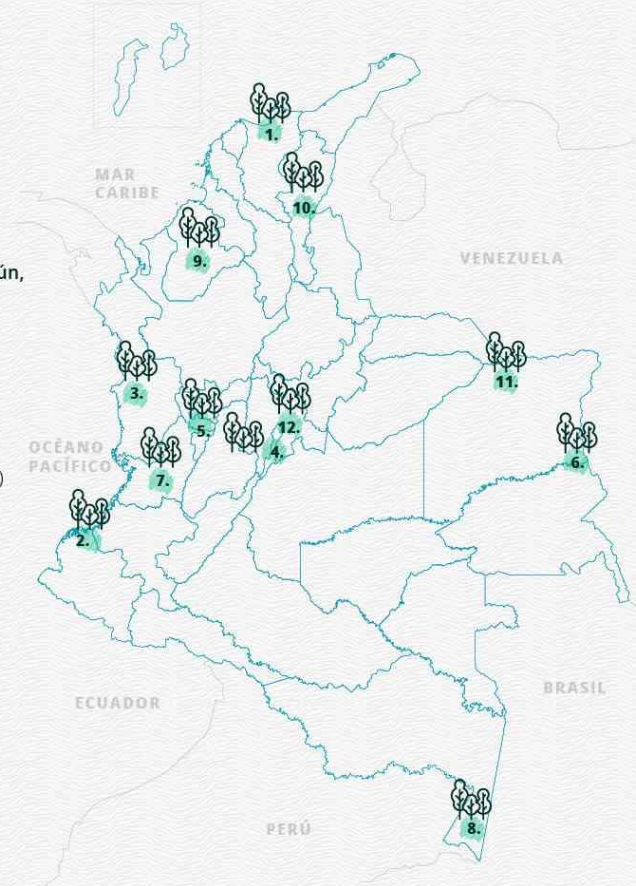 1.
MAR
CARIBE
10.
9.
ún,
VENEZUELA
3.
11.
5.
12.
4.
OCÉANO
PACÍFICO
)
7.
6.
2.
ECUADOR
BRASIL
PERÚ
8.